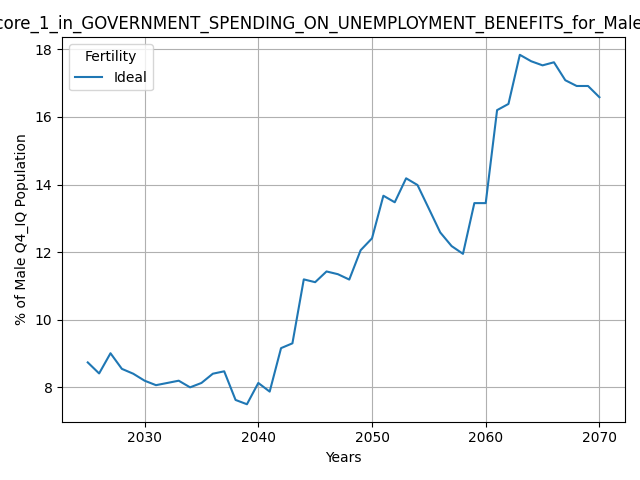 core_1_in_GOVERNMENT_SPENDING_ON_UNEMPLOYMENT_BENEFITS_for_Male
Fertility
Ideal
% of Male Q4_IQ Population
18
16
14
12
10
8
2030 2040 2050 2060 2070
Years